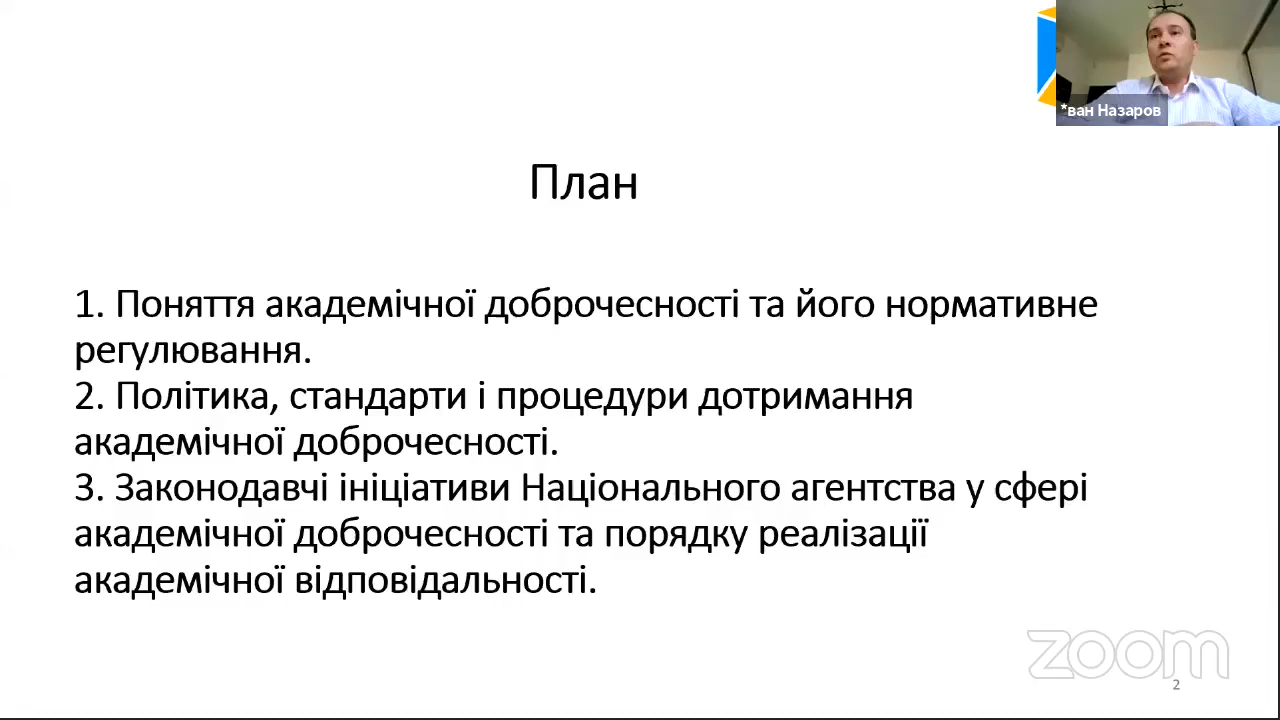 *ван Назаров
План
1. Поняття академічної доброчесності та його нормативне
регулювання.
2. Політика, стандарти і процедури дотримання
академічної доброчесності.
3. Законодавчі ініціативи Національного агентства у сфері
академічної доброчесності та порядку реалізації
академічної відповідальності.
zoom
2